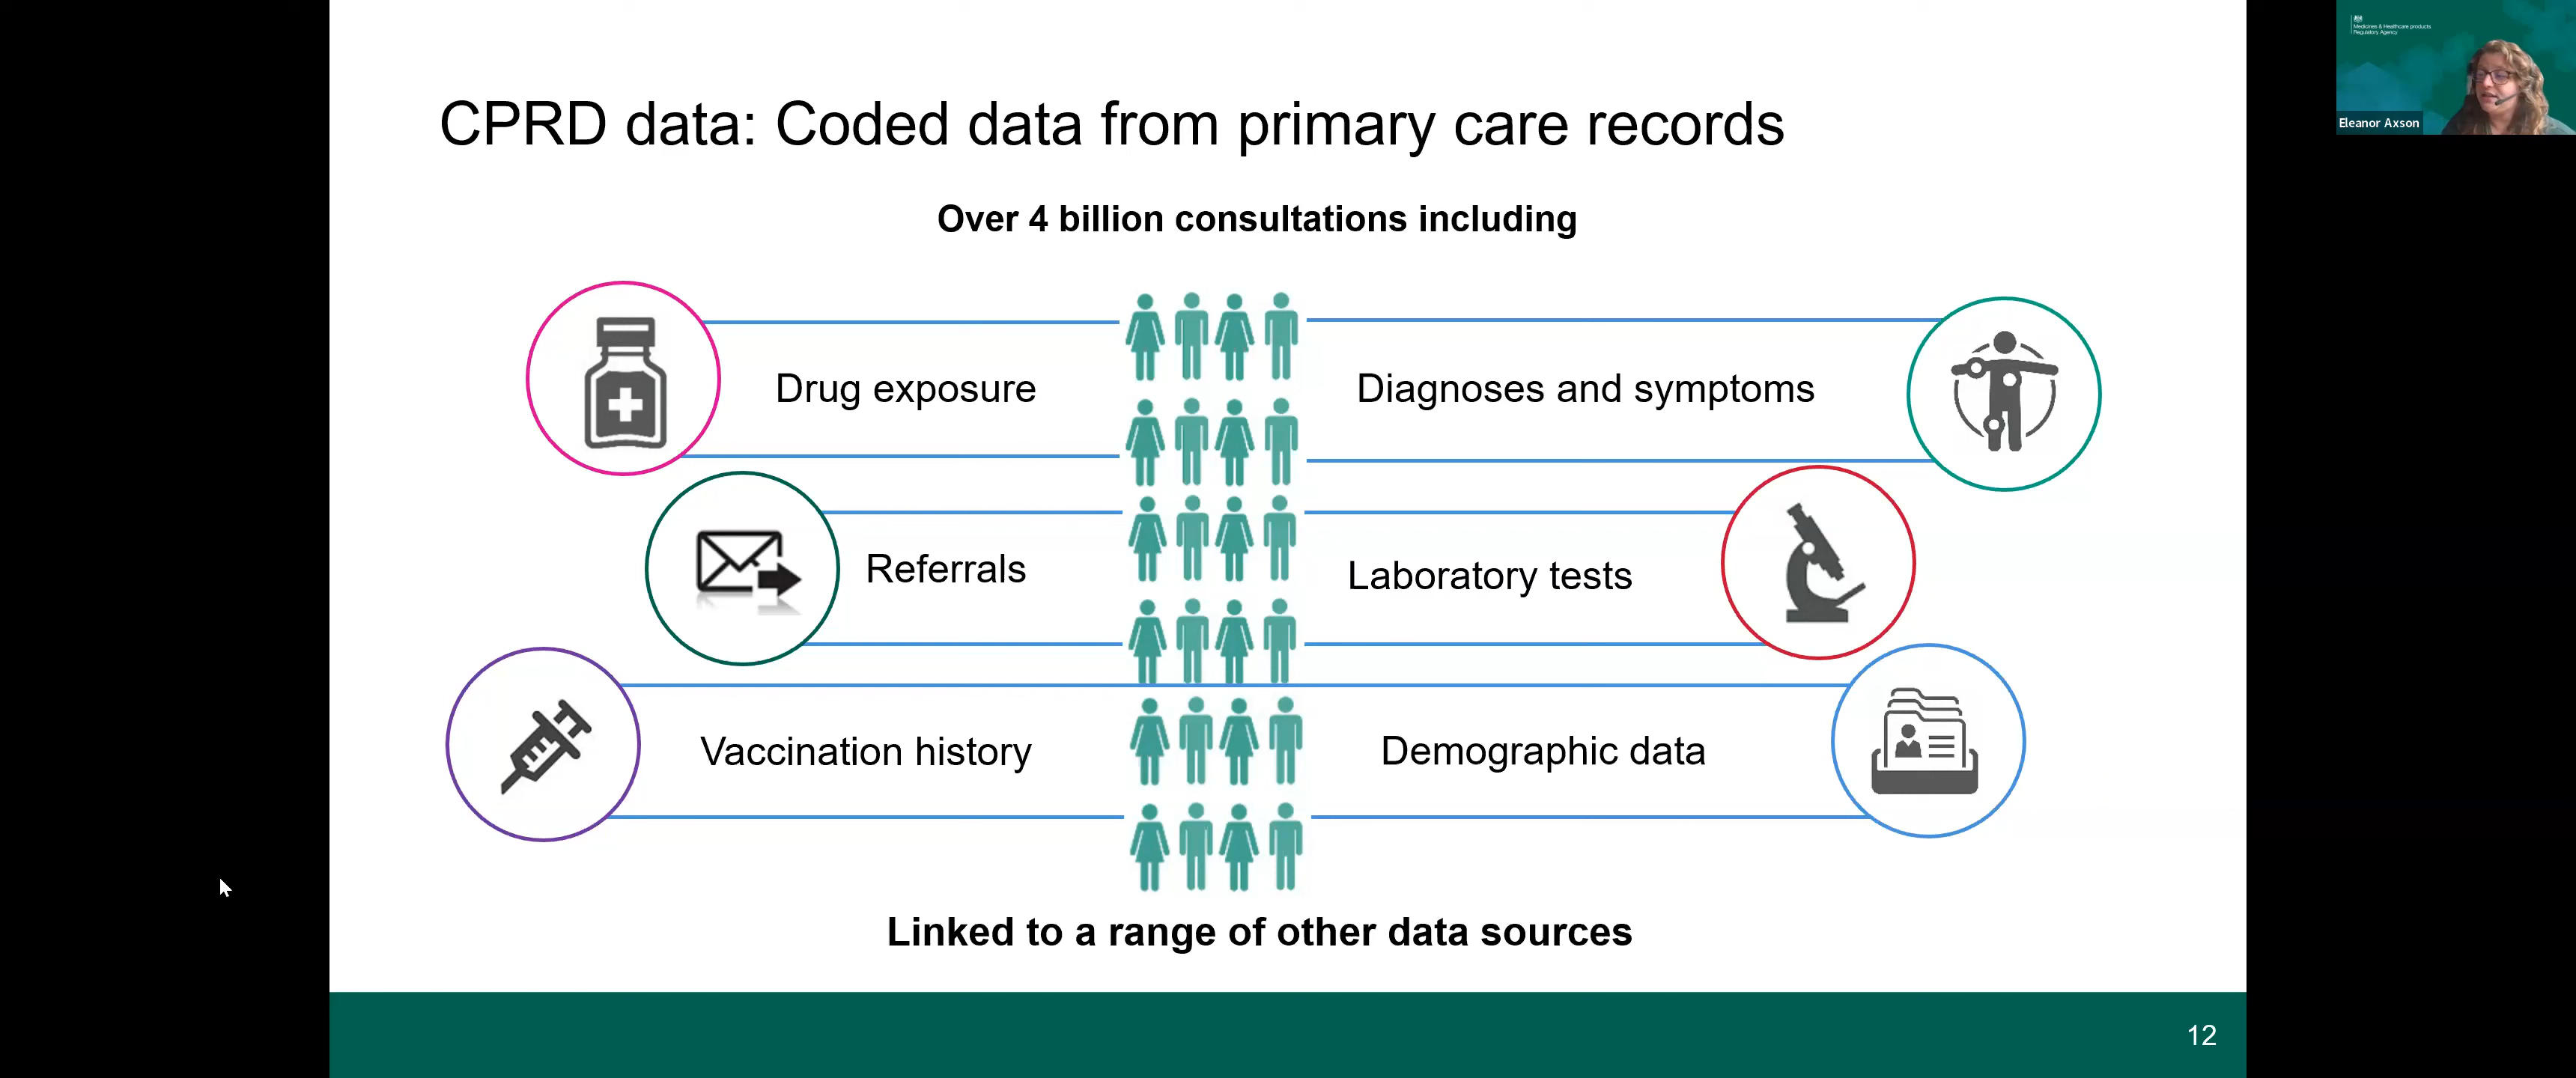 Medicines & Healthcare products
Regulatory Agency
Eleanor Axson
CPRD data: Coded data from primary care records
Over 4 billion consultations including
Drug exposure
Diagnoses and symptoms
Referrals
Laboratory tests
Vaccination history
Demographic data
Linked to a range of other data sources
12